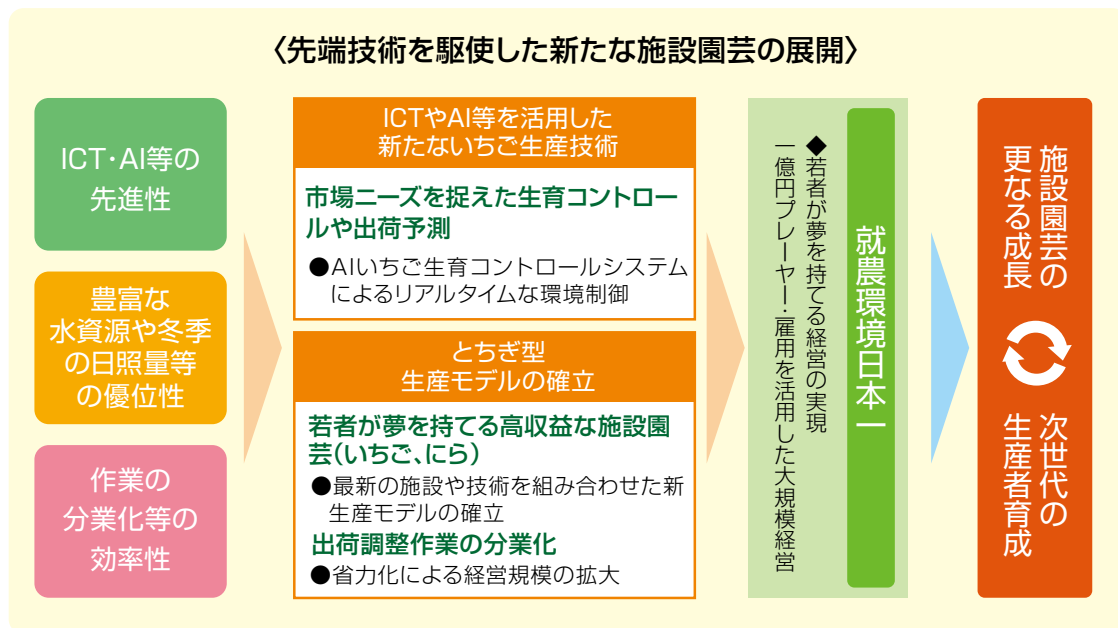 〈先端技術を駆使した新たな施設園芸の展開〉
ICT・AI等の
先進性
豊富な
水資源や冬季
の日照量等
の優位性
作業の
分業化等の
効率性
ICTやAI等を活用した
新たないちご生産技術
市場ニーズを捉えた生育コントロー
ルや出荷予測
●AIいちご生育コントロールシステム
によるリアルタイムな環境制御
とちぎ型
生産モデルの確立
若者が夢を持てる高収益な施設園
芸(いちご、にら)
●最新の施設や技術を組み合わせた新
生産モデルの確立
出荷調整作業の分業化
●省力化による経営規模の拡大
就農環境日本一
◆若者が夢を持てる経営の実現
一億円プレーヤー・雇用を活用した大規模経営
施設園芸の
更なる成長
次世代の
生産者育成